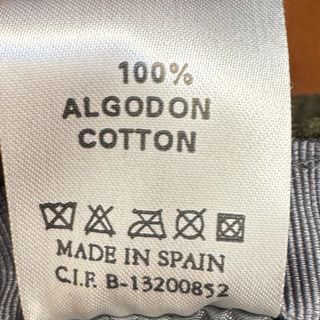 100%
ALGODON
COTTON
MADE IN SPAIN
C.I.F. B-13200852